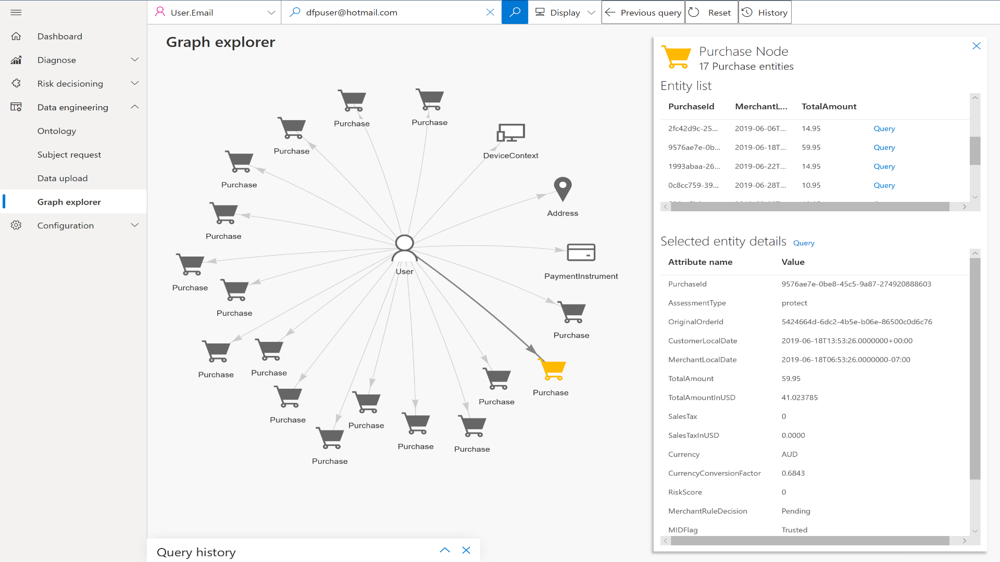 User.Email
dfpuser@hotmail.com
Display
Previous query
Reset
History
Dashboard
Diagnose
Risk decisioning
Data engineering
Ontology
Subject request
Data upload
Graph explorer
Configuration
Graph explorer
Purchase
Purchase
Purchase
DeviceContext
Purchase
Address
Purchase
User
PaymentInstrument
Purchase
Purchase
Purchase
Purchase
Purchase
Purchase
Purchase
Purchase
Purchase
Purchase
Purchase
Purchase
Query history
Purchase Node
17 Purchase entities
Entity list
PurchaseId MerchantL... TotalAmount
2fc42d9c-25... 2019-06-06T... 14.95 Query
9576ae7e-0b... 2019-06-18T... 59.95 Query
1993abaa-26... 2019-06-22T... 14.95 Query
0c8cc759-39... 2019-06-28T... 10.95 Query
Selected entity details Query
Attribute name Value
PurchaseId 9576ae7e-0be8-45c5-9a87-274920888603
AssessmentType protect
OriginalOrderId 5424664d-6dc2-4b5e-b06e-86500c0d6c76
CustomerLocalDate 2019-06-18T13:53:26.0000000+00:00
MerchantLocalDate 2019-06-18T06:53:26.0000000-07:00
TotalAmount 59.95
TotalAmountInUSD 41.023785
SalesTax 0
SalesTaxInUSD 0.0000
Currency AUD
CurrencyConversionFactor 0.6843
RiskScore 0
MerchantRuleDecision Pending
MIDFlag Trusted